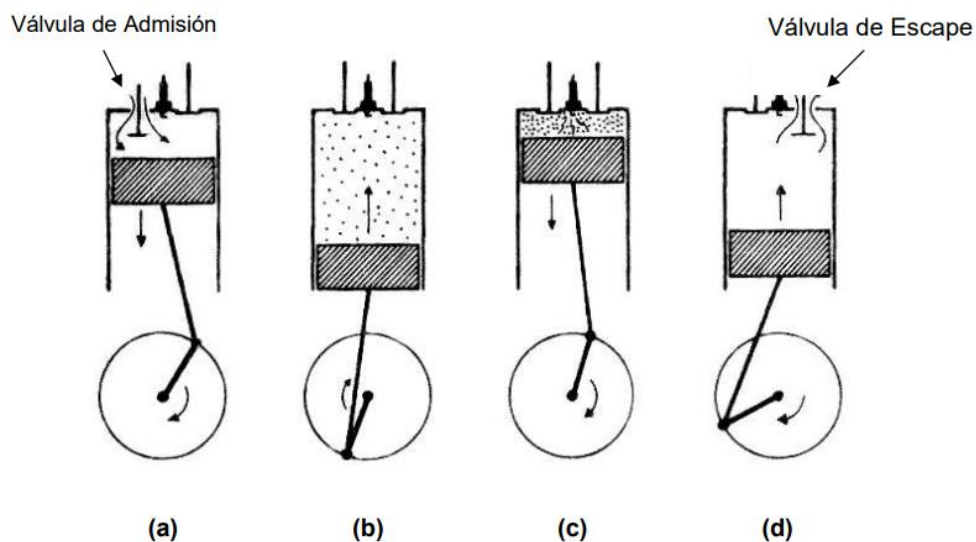 Válvula de Admisión
Válvula de Escape
(a)
(b)
(c)
(d)